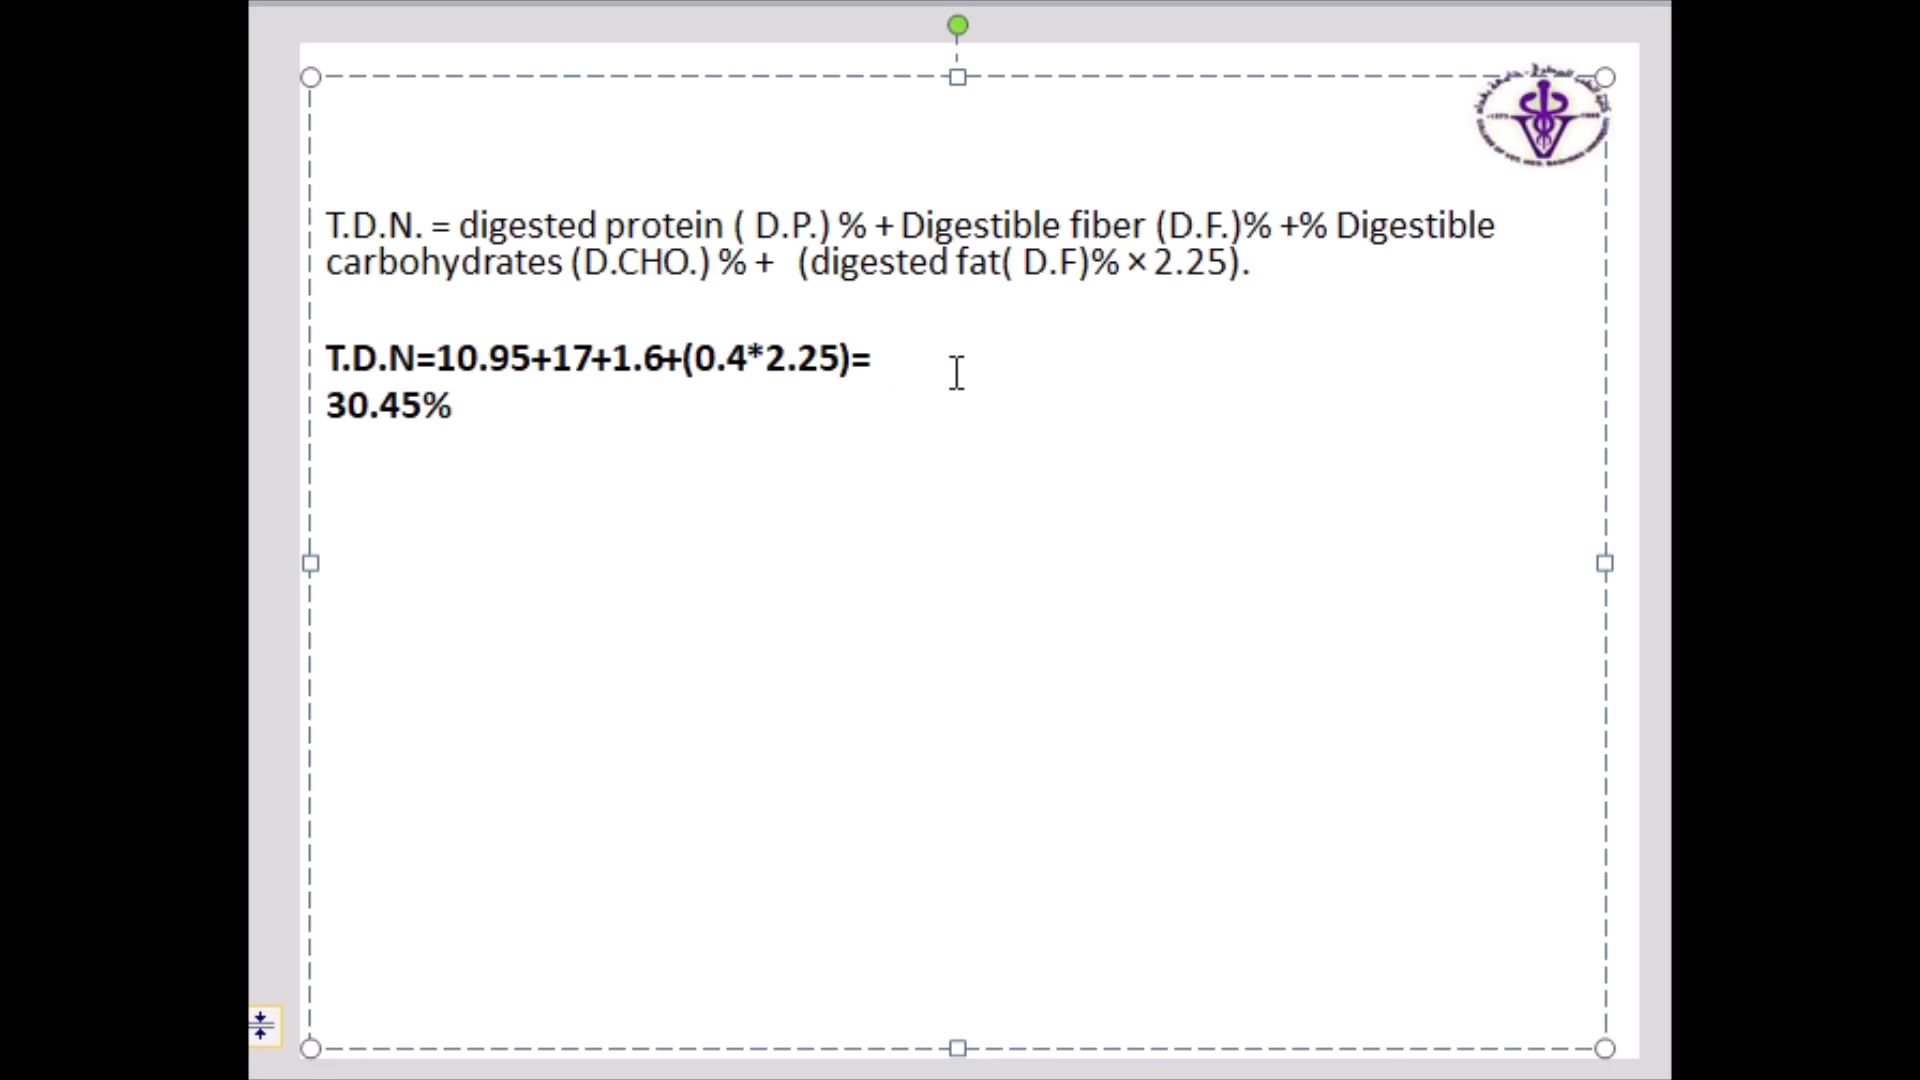 T.D.N. = digested protein ( D.P.) % + Digestible fiber (D.F.)% +% Digestible
carbohydrates (D.CHO.) % + (digested fat( D.F)% × 2.25).
T.D.N=10.95+17+1.6+(0.4*2.25)=
30.45%